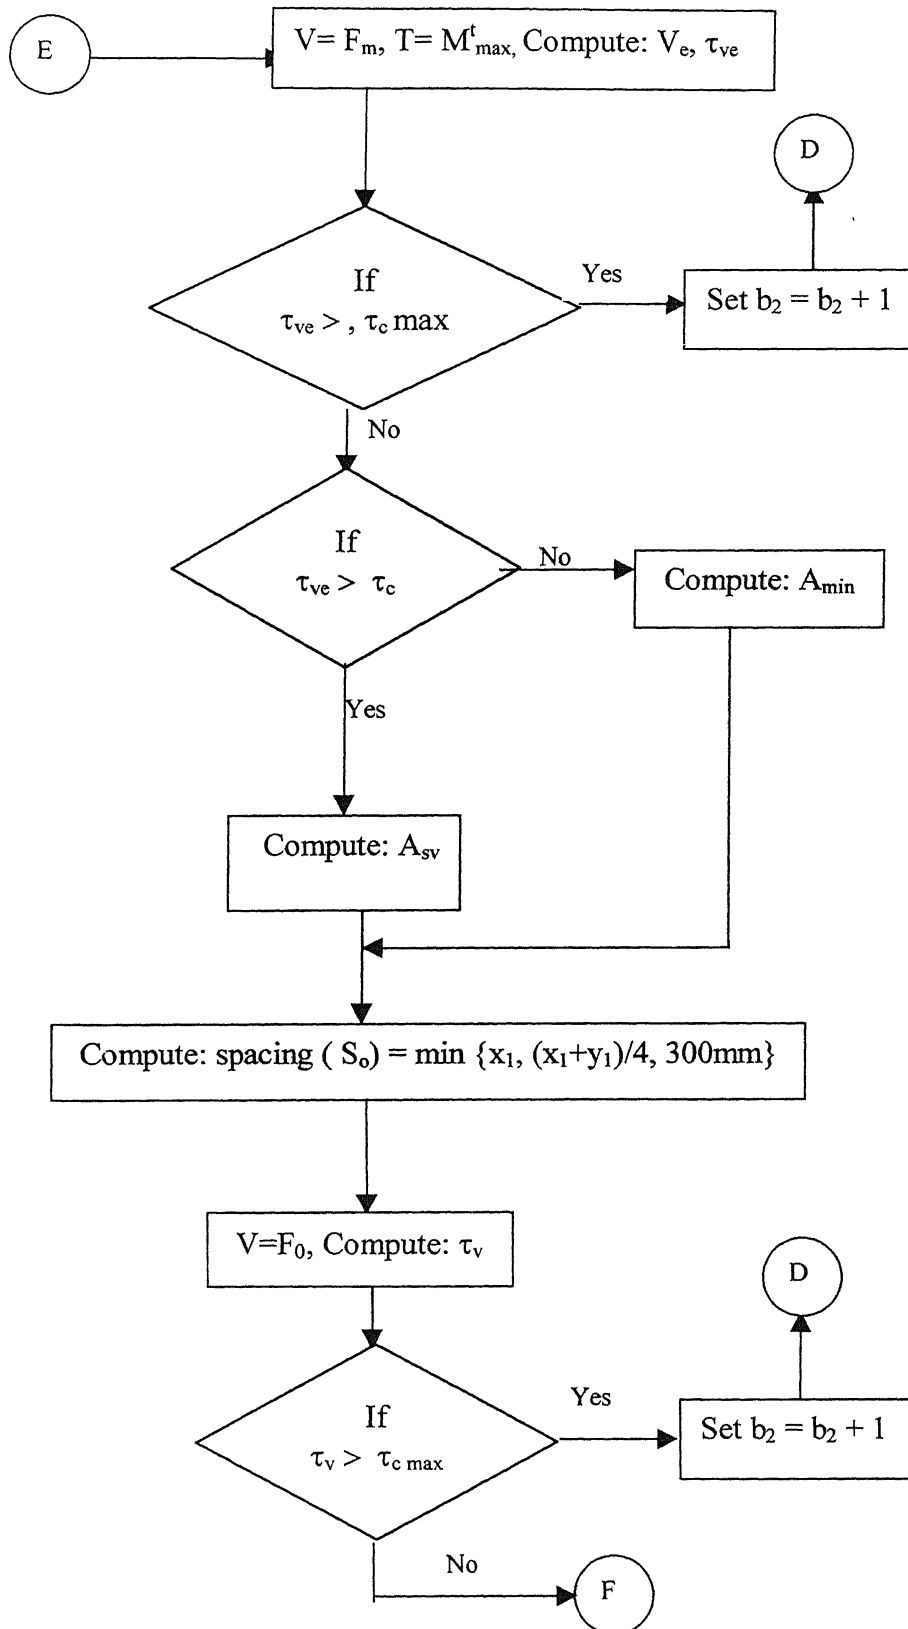 E
V= Fₘ, T= Mᵗmax, Compute: Vₑ, τve
D
If
τve > , τc max
Yes
Set b₂ = b₂ + 1
No
If
τve > τc
No
Compute: Amin
Yes
Compute: Asv
Compute: spacing ( Sₒ) = min {x₁, (x₁+y₁)/4, 300mm}
V=F₀, Compute: τv
D
If
τv > τc max
Yes
Set b₂ = b₂ + 1
No
F